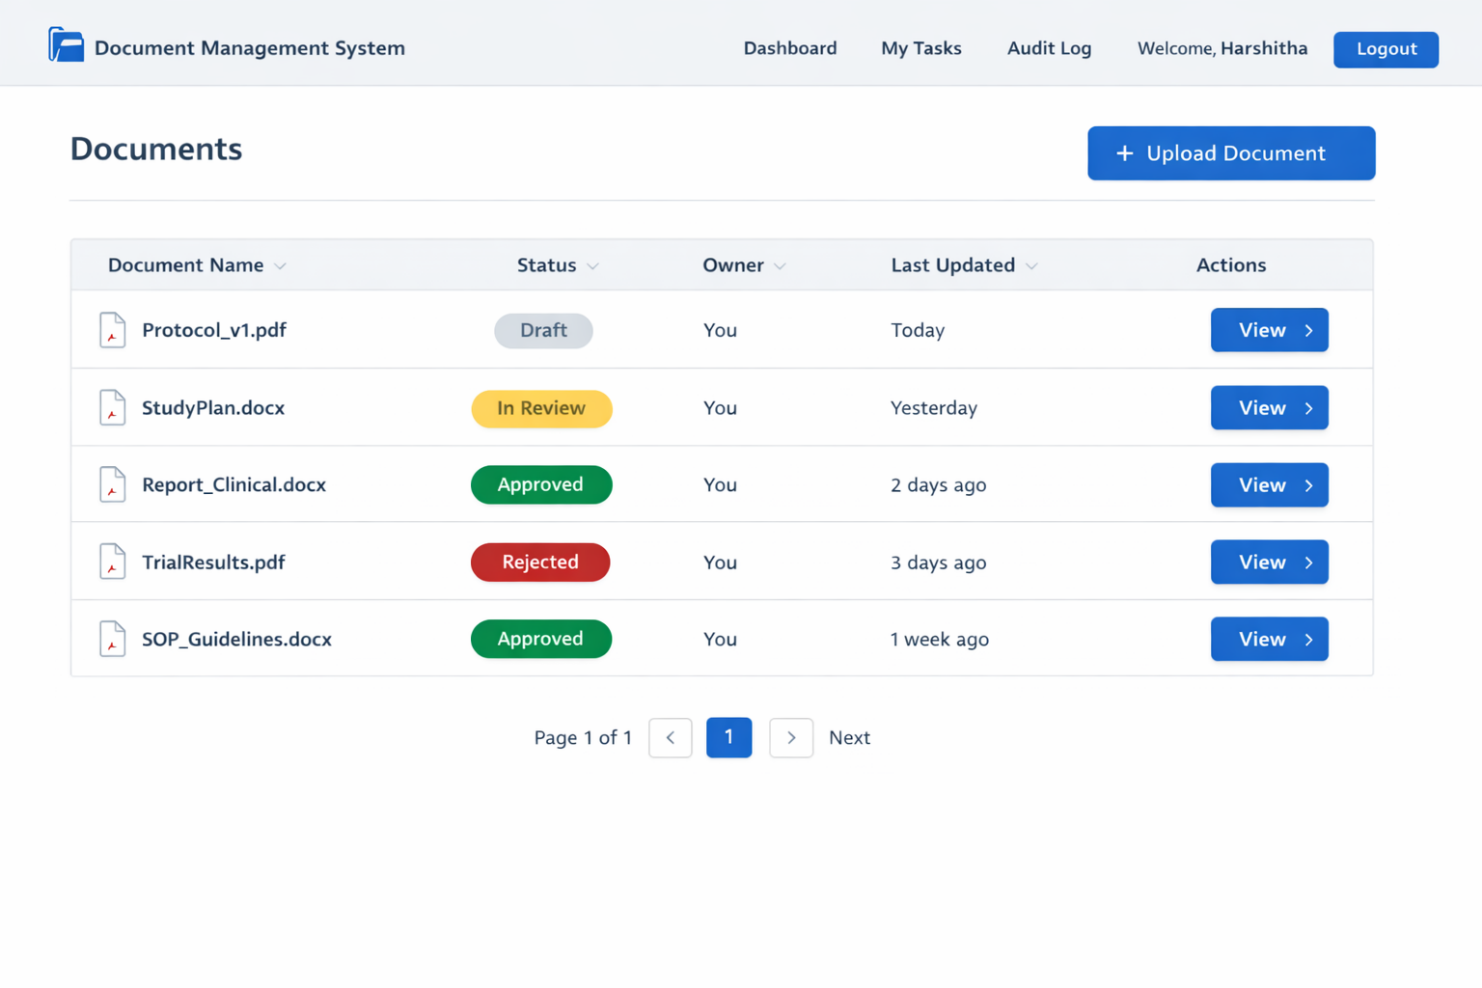 Document Management System Dashboard My Tasks Audit Log Welcome, Harshitha Logout
Documents + Upload Document
Document Name Status Owner Last Updated Actions
Protocol_v1.pdf Draft You Today View
StudyPlan.docx In Review You Yesterday View
Report_Clinical.docx Approved You 2 days ago View
TrialResults.pdf Rejected You 3 days ago View
SOP_Guidelines.docx Approved You 1 week ago View
Page 1 of 1 < 1 > Next